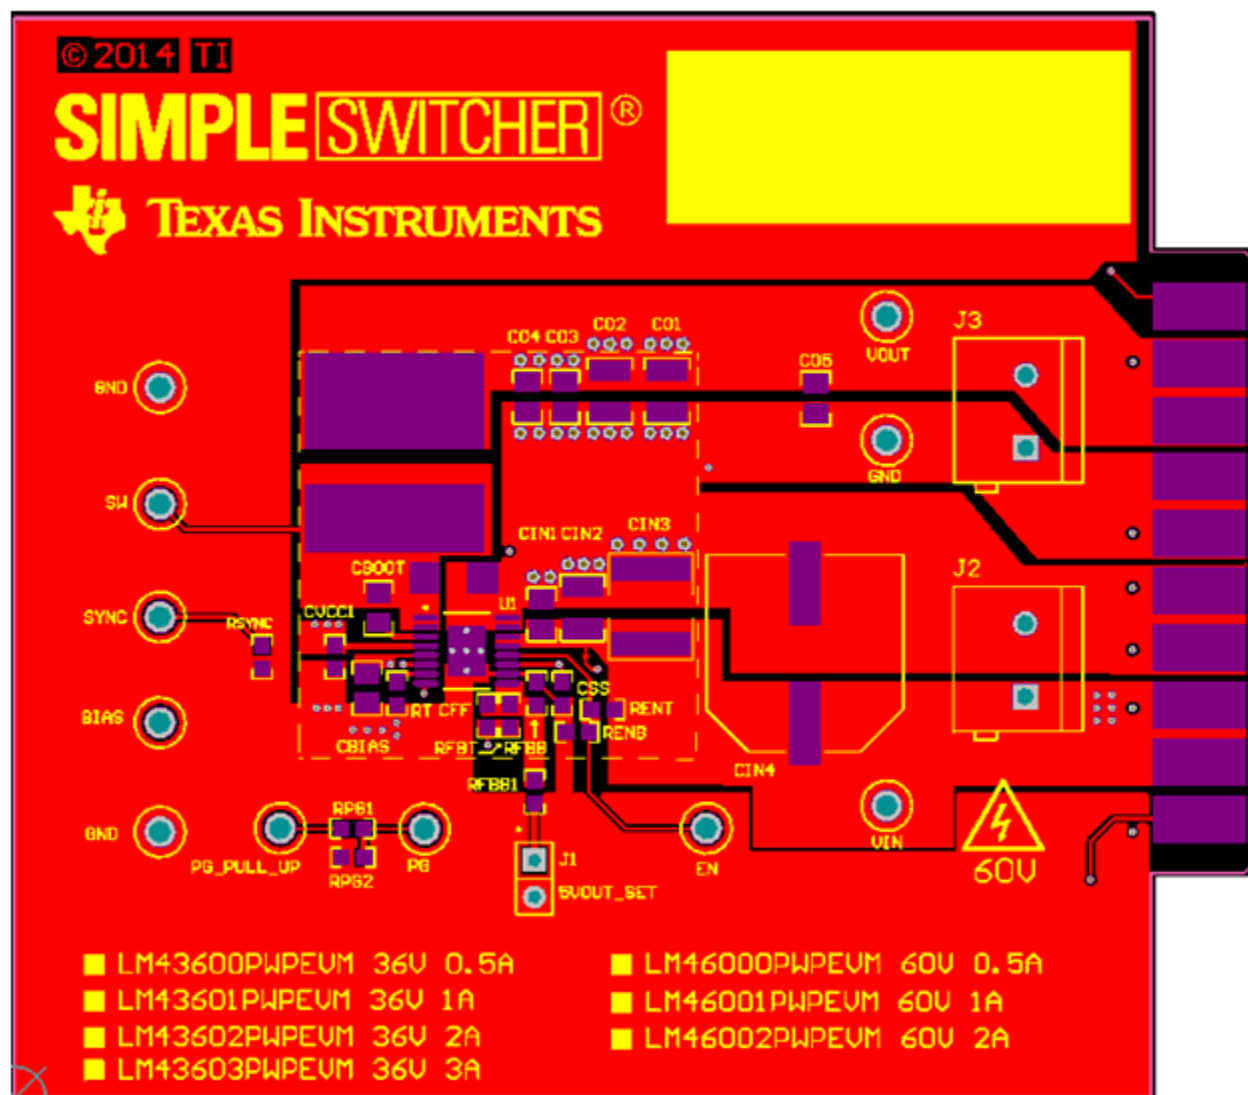 ©2014 TI
SIMPLE SWITCHER®
TEXAS INSTRUMENTS
CO4 CO3 CO2 CO1
VOUT
J3
CO5
GND
GND
SW
CIN1 CIN2 CIN3
CBOOT
J2
U1
CVCC1
SYNC
RSYNC
CSS
RT CFF
RENT
BIAS
RENB
CBIAS
RFBT
RFBB
CIN4
RFBB1
RPG1
GND
VIN
PG_PULL_UP
PG
J1
EN
60V
RPG2
5VOUT_SET
LM43600PWPEVM 36V 0.5A
LM43601PWPEVM 36V 1A
LM43602PWPEVM 36V 2A
LM43603PWPEVM 36V 3A
LM46000PWPEVM 60V 0.5A
LM46001PWPEVM 60V 1A
LM46002PWPEVM 60V 2A